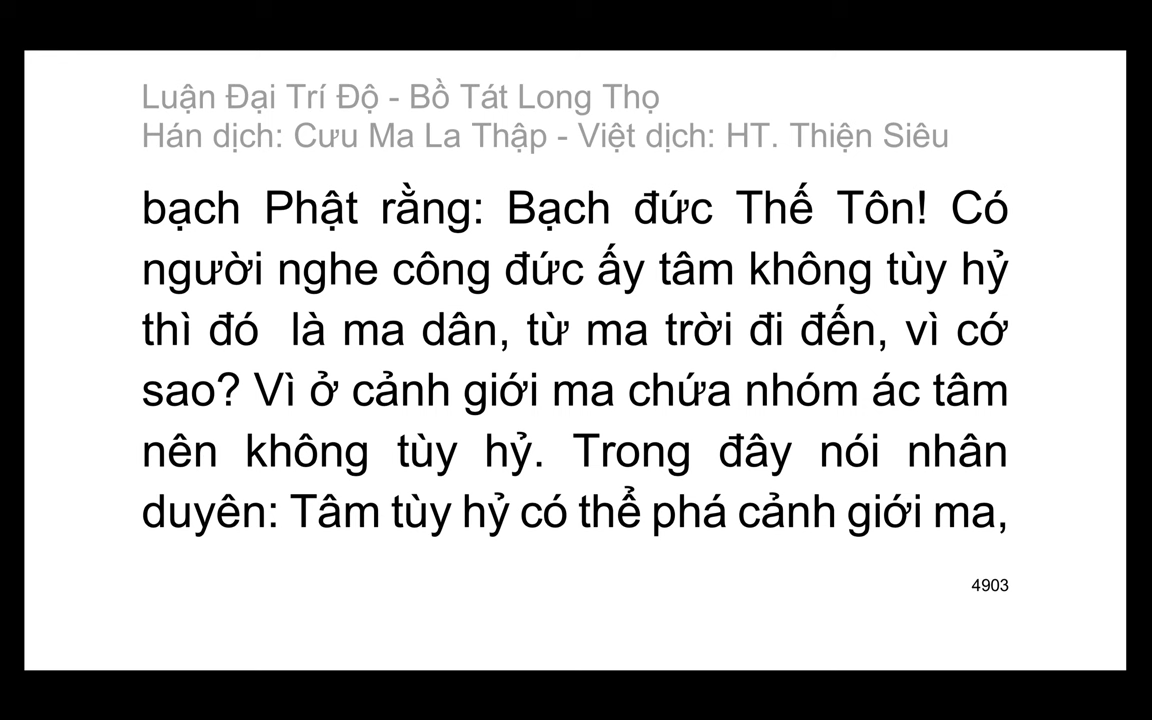 Luận Đại Trí Độ - Bồ Tát Long Thọ
Hán dịch: Cưu Ma La Thập - Việt dịch: HT. Thiện Siêu
bạch Phật rằng: Bạch đức Thế Tôn! Có
người nghe công đức ấy tâm không tùy hỷ
thì đó là ma dân, từ ma trời đi đến, vì cớ
sao? Vì ở cảnh giới ma chứa nhóm ác tâm
nên không tùy hỷ. Trong đây nói nhân
duyên: Tâm tùy hỷ có thể phá cảnh giới ma,
4903